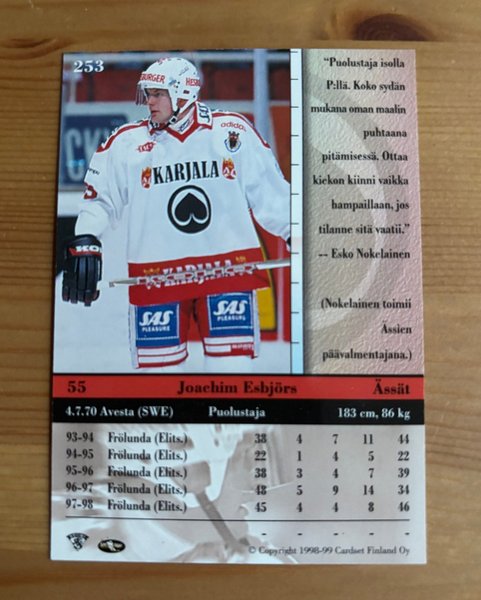 253
"Puolustaja isolla
P:llä. Koko sydän
mukana oman maalin
puhtaana
pitämisessä. Ottaa
kiekon kiinni vaikka
hampaillaan, jos
tilanne sitä vaatii."
-- Esko Nokelainen
(Nokelainen toimii
Ässien
päävalmentajana.)
adidas
KARJALA
KARJALA
SAS
PLEASURE
SAS
PLEASURE
55 Joachim Esbjörs Ässät
4.7.70 Avesta (SWE) Puolustaja 183 cm, 86 kg
93-94 Frölunda (Elits.) 38 4 7 11 44
94-95 Frölunda (Elits.) 22 1 4 5 22
95-96 Frölunda (Elits.) 38 3 4 7 39
96-97 Frölunda (Elits.) 48 5 9 14 34
97-98 Frölunda (Elits.) 45 4 4 8 46
© Copyright 1998-99 Cardset Finland Oy